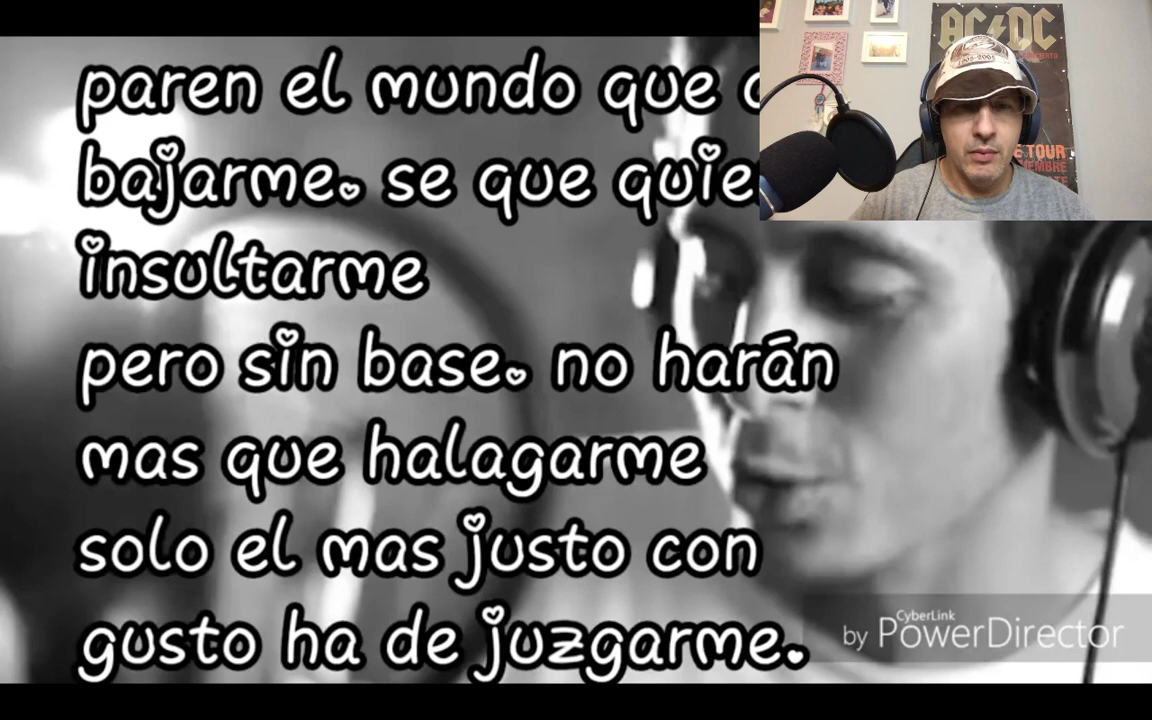 paren el mundo que
bajarme. se que
insultarme
pero sin base. no harán
mas que halagarme
solo el mas justo con
gusto ha de juzgarme.
AC DC
TOUR
CyberLink
by PowerDirector